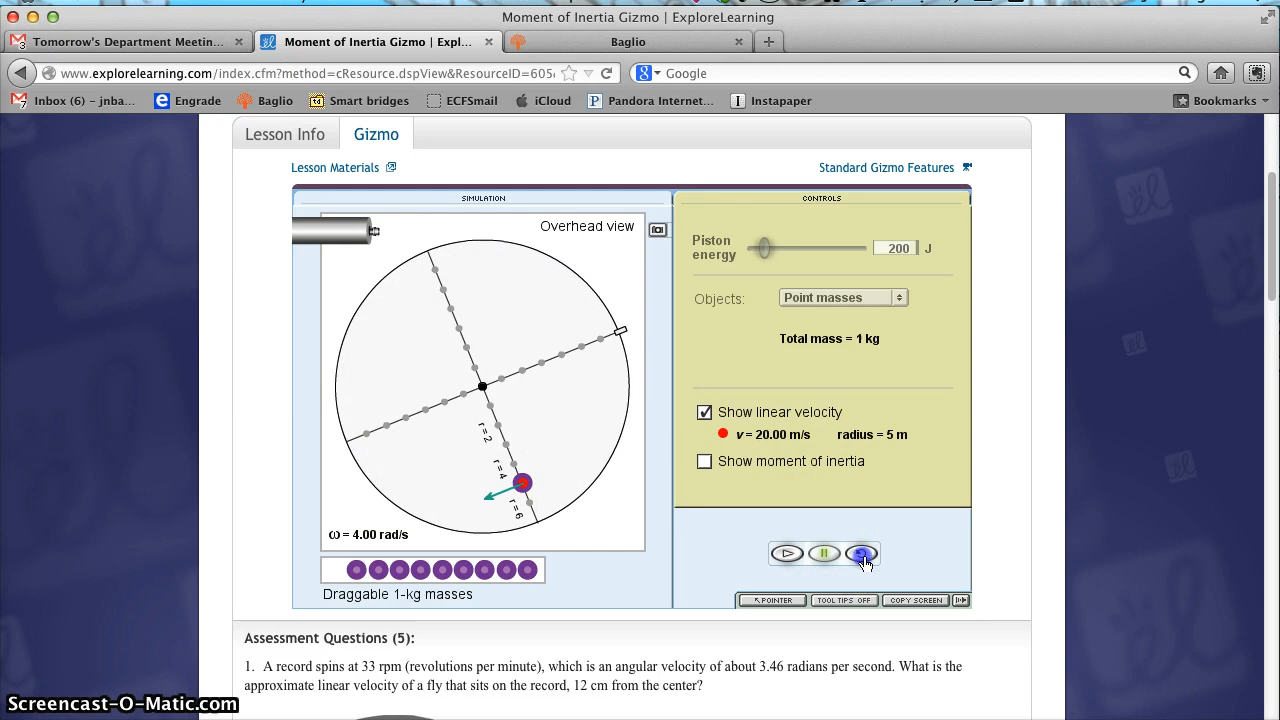 Moment of Inertia Gizmo | ExploreLearning
Tomorrow's Department Meetin...
Moment of Inertia Gizmo | Expl...
Baglio
www.explorelearning.com/index.cfm?method=cResource.dspView&ResourceID=605
Google
Inbox (6) – jnba...
Engrade
Baglio
Smart bridges
ECFSmail
iCloud
Pandora Internet...
Instapaper
Bookmarks
Lesson Info
Gizmo
Lesson Materials
Standard Gizmo Features
SIMULATION
CONTROLS
Overhead view
Piston energy
200 J
Objects:
Point masses
Total mass = 1 kg
Show linear velocity
v = 20.00 m/s radius = 5 m
Show moment of inertia
r = 2
r = 4
r = 6
ω = 4.00 rad/s
Draggable 1-kg masses
POINTER
TOOL TIPS OFF
COPY SCREEN
Assessment Questions (5):
1. A record spins at 33 rpm (revolutions per minute), which is an angular velocity of about 3.46 radians per second. What is the
approximate linear velocity of a fly that sits on the record, 12 cm from the center?
Screencast-O-Matic.com